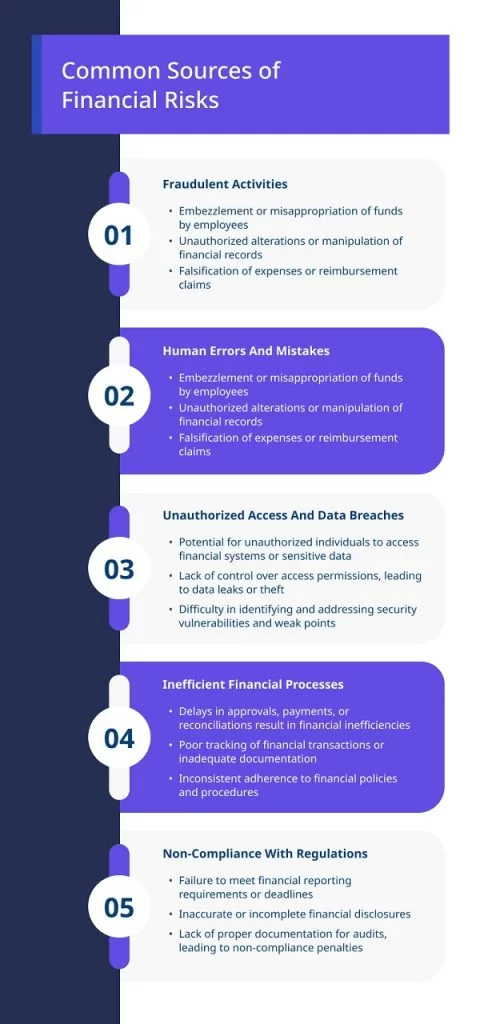 Common Sources of
Financial Risks
01
Fraudulent Activities
• Embezzlement or misappropriation of funds
by employees
• Unauthorized alterations or manipulation of
financial records
• Falsification of expenses or reimbursement
claims
02
Human Errors And Mistakes
• Embezzlement or misappropriation of funds
by employees
• Unauthorized alterations or manipulation of
financial records
• Falsification of expenses or reimbursement
claims
03
Unauthorized Access And Data Breaches
• Potential for unauthorized individuals to access
financial systems or sensitive data
• Lack of control over access permissions, leading
to data leaks or theft
• Difficulty in identifying and addressing security
vulnerabilities and weak points
04
Inefficient Financial Processes
• Delays in approvals, payments, or
reconciliations result in financial inefficiencies
• Poor tracking of financial transactions or
inadequate documentation
• Inconsistent adherence to financial policies
and procedures
05
Non-Compliance With Regulations
• Failure to meet financial reporting
requirements or deadlines
• Inaccurate or incomplete financial disclosures
• Lack of proper documentation for audits,
leading to non-compliance penalties